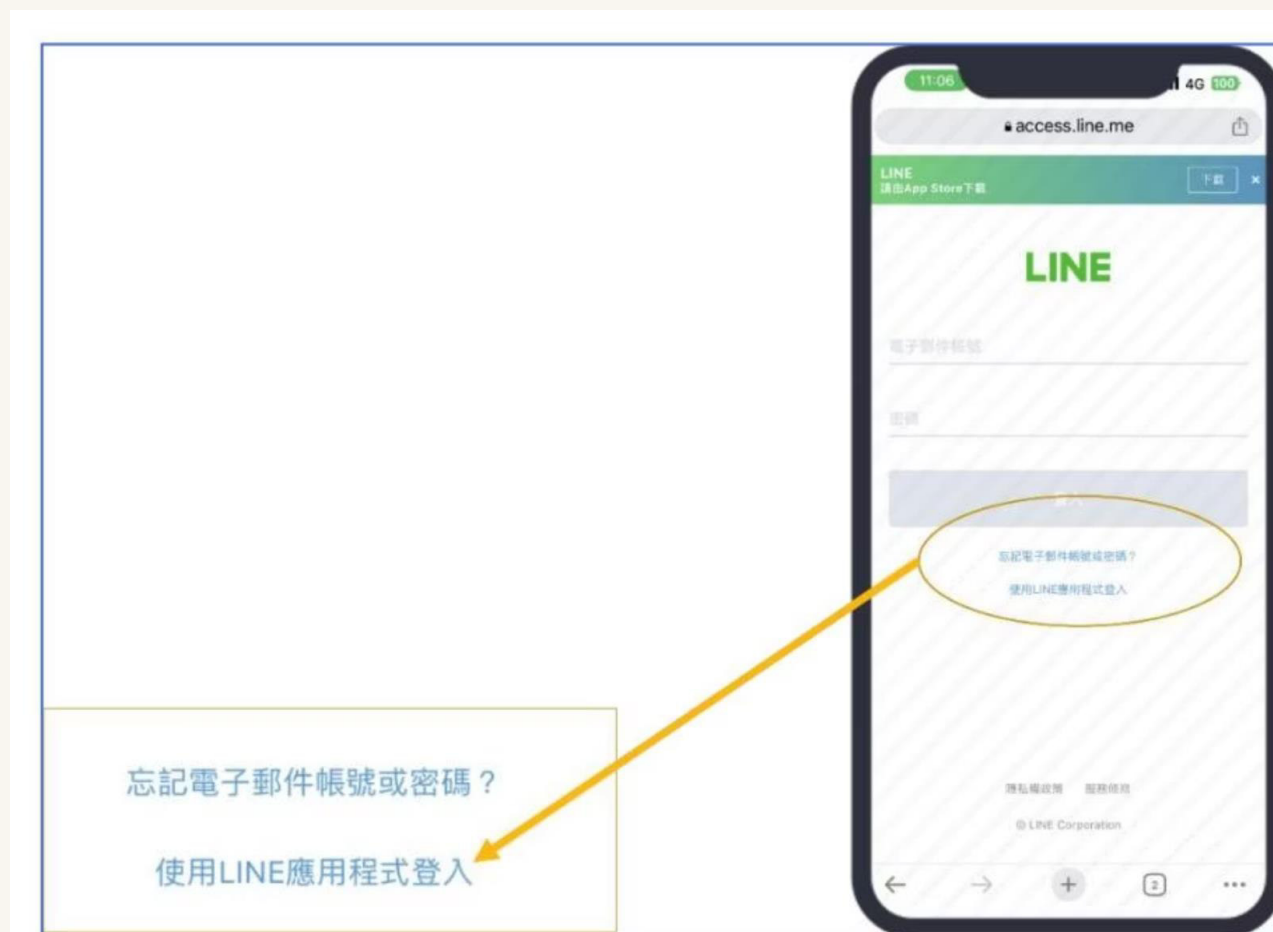 11:06
4G 100
access.line.me
LINE
請由App Store下載
下載
LINE
電子郵件帳號
密碼
登入
忘記電子郵件帳號或密碼？
使用LINE應用程式登入
隱私權政策 服務條款
© LINE Corporation
2
忘記電子郵件帳號或密碼？
使用LINE應用程式登入